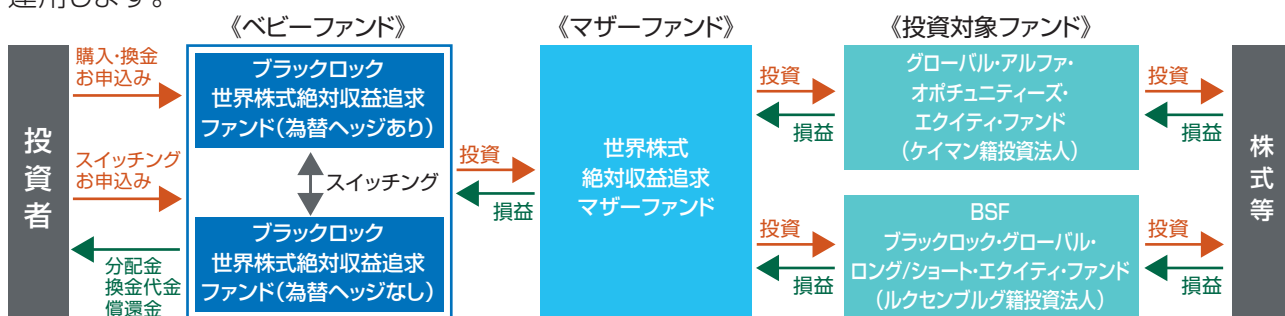 運用します。
《ベビーファンド》
《マザーファンド》
《投資対象ファンド》
投資者
購入・換金
お申込み
スイッチング
お申込み
分配金
換金代金
償還金
ブラックロック
世界株式絶対収益追求
ファンド(為替ヘッジあり)
スイッチング
ブラックロック
世界株式絶対収益追求
ファンド(為替ヘッジなし)
投資
損益
世界株式
絶対収益追求
マザーファンド
投資
損益
投資
損益
グローバル・アルファ・
オポチュニティーズ・
エクイティ・ファンド
(ケイマン籍投資法人)
BSF
ブラックロック・グローバル・
ロング/ショート・エクイティ・ファンド
(ルクセンブルグ籍投資法人)
投資
損益
投資
損益
株式等